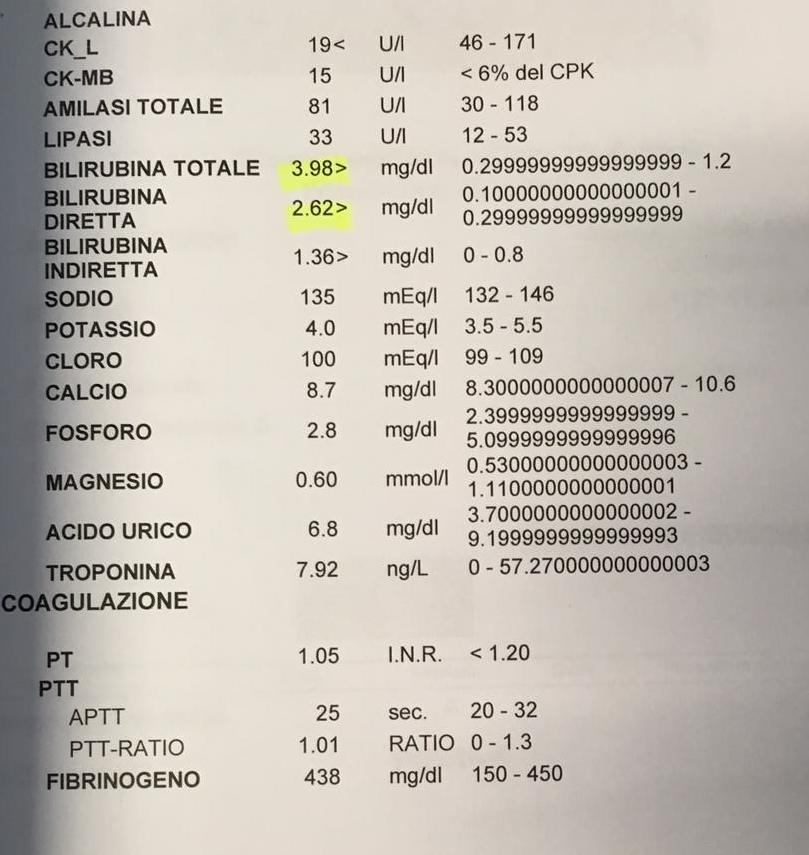 ALCALINA
CK_L 19< U/l 46 - 171
CK-MB 15 U/l < 6% del CPK
AMILASI TOTALE 81 U/l 30 - 118
LIPASI 33 U/l 12 - 53
BILIRUBINA TOTALE 3.98> mg/dl 0.29999999999999999 - 1.2
BILIRUBINA DIRETTA 2.62> mg/dl 0.10000000000000001 - 0.29999999999999999
BILIRUBINA INDIRETTA 1.36> mg/dl 0 - 0.8
SODIO 135 mEq/l 132 - 146
POTASSIO 4.0 mEq/l 3.5 - 5.5
CLORO 100 mEq/l 99 - 109
CALCIO 8.7 mg/dl 8.3000000000000007 - 10.6
FOSFORO 2.8 mg/dl 2.3999999999999999 - 5.0999999999999996
MAGNESIO 0.60 mmol/l 0.53000000000000003 - 1.1100000000000001
ACIDO URICO 6.8 mg/dl 3.7000000000000002 - 9.1999999999999993
TROPONINA 7.92 ng/L 0 - 57.270000000000003
COAGULAZIONE
PT 1.05 I.N.R. < 1.20
PTT
APTT 25 sec. 20 - 32
PTT-RATIO 1.01 RATIO 0 - 1.3
FIBRINOGENO 438 mg/dl 150 - 450